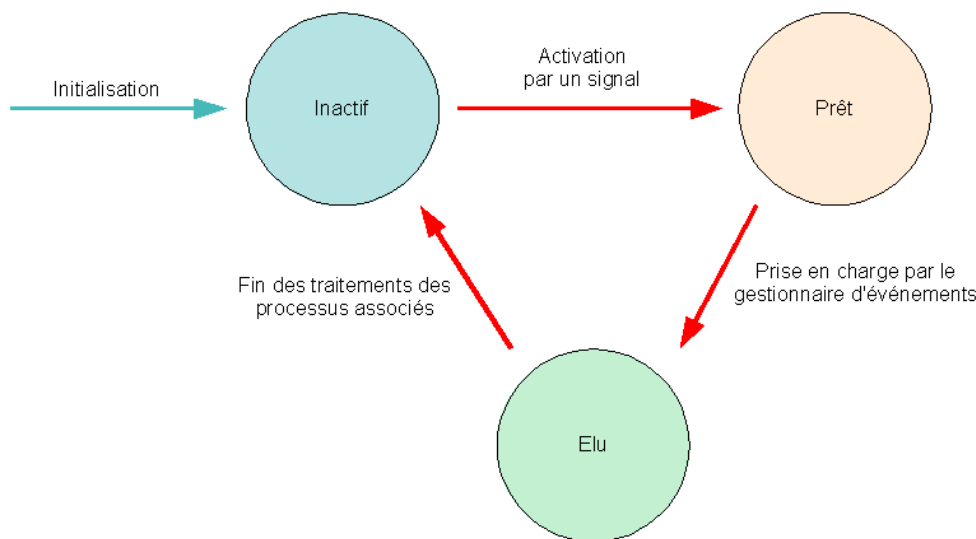 Initialisation
Inactif
Activation
par un signal
Prêt
Fin des traitements des
processus associés
Prise en charge par le
gestionnaire d'événements
Elu